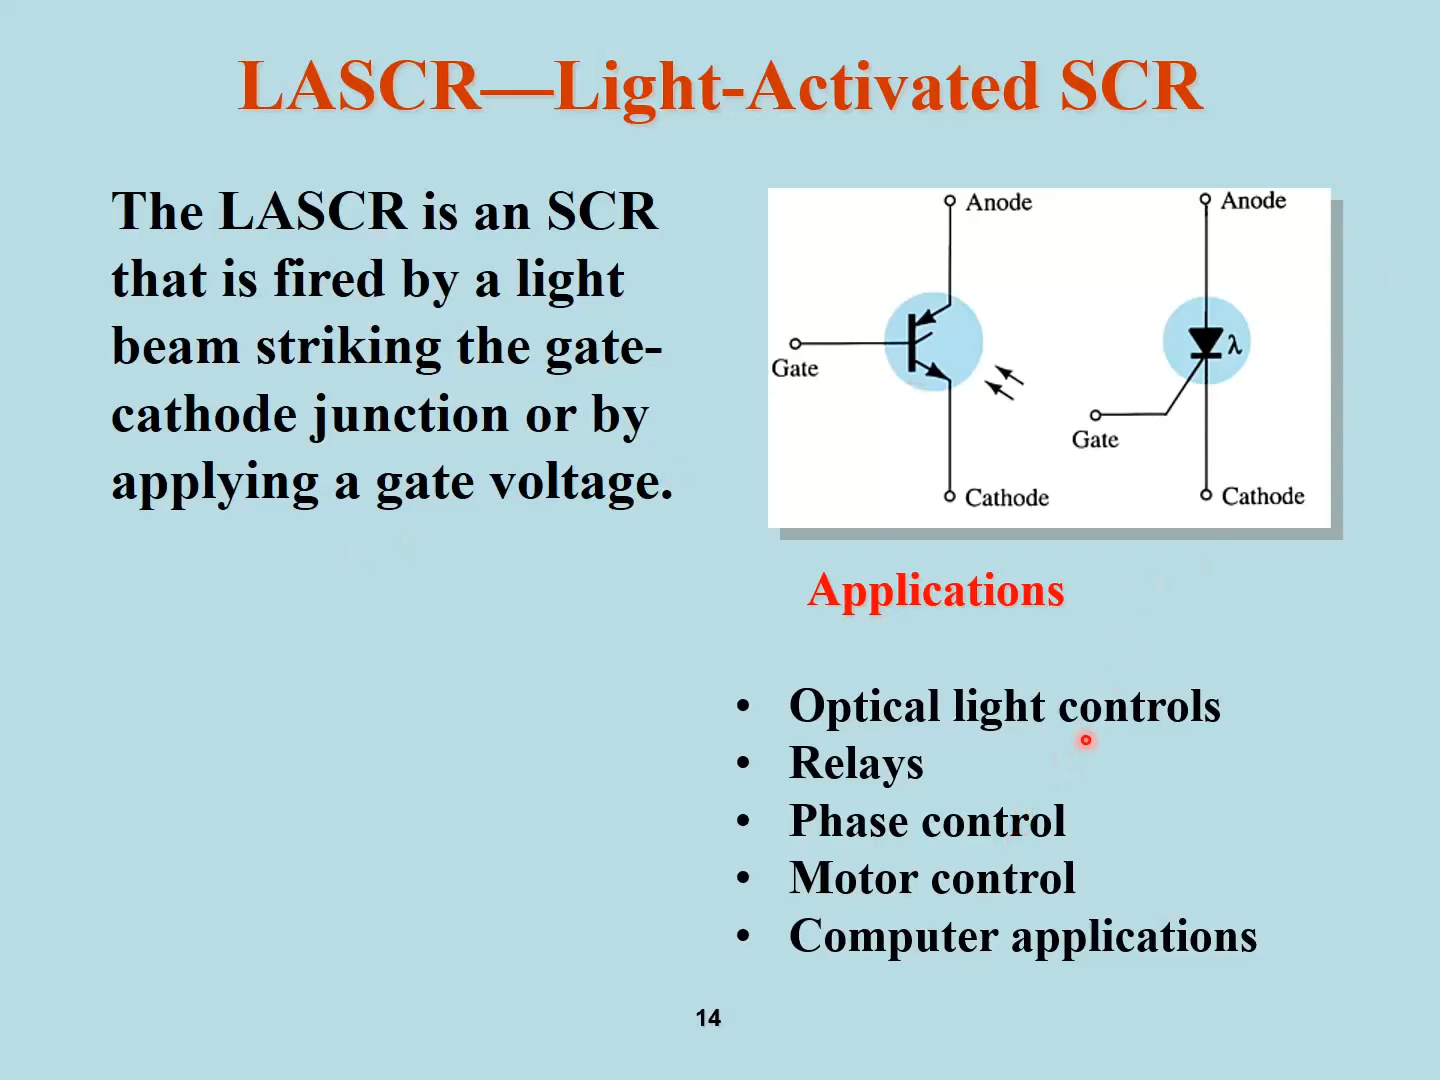 LASCR—Light-Activated SCR
The LASCR is an SCR
that is fired by a light
beam striking the gate-
cathode junction or by
applying a gate voltage.
Anode
Gate
Cathode
Anode
λ
Gate
Cathode
Applications
• Optical light controls
• Relays
• Phase control
• Motor control
• Computer applications
14